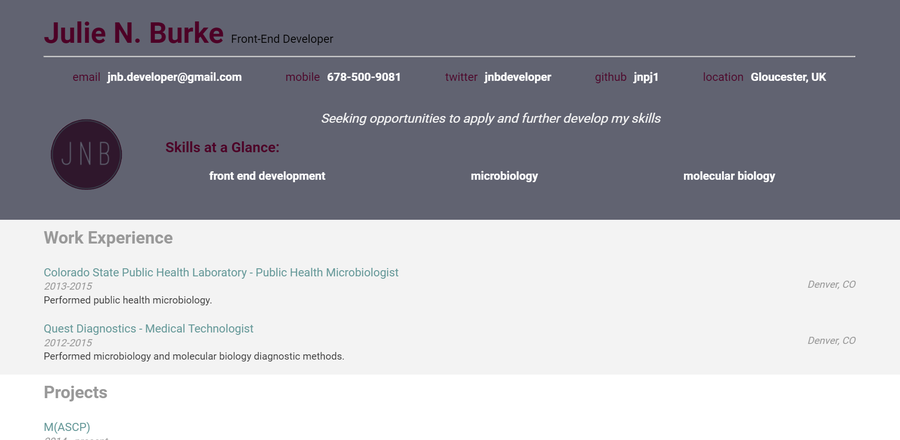 Julie N. Burke Front-End Developer
email jnb.developer@gmail.com mobile 678-500-9081 twitter jnbdeveloper github jnpj1 location Gloucester, UK
Seeking opportunities to apply and further develop my skills
JNB
Skills at a Glance:
front end development microbiology molecular biology
Work Experience
Colorado State Public Health Laboratory - Public Health Microbiologist
2013-2015
Denver, CO
Performed public health microbiology.
Quest Diagnostics - Medical Technologist
2012-2015
Denver, CO
Performed microbiology and molecular biology diagnostic methods.
Projects
M(ASCP)